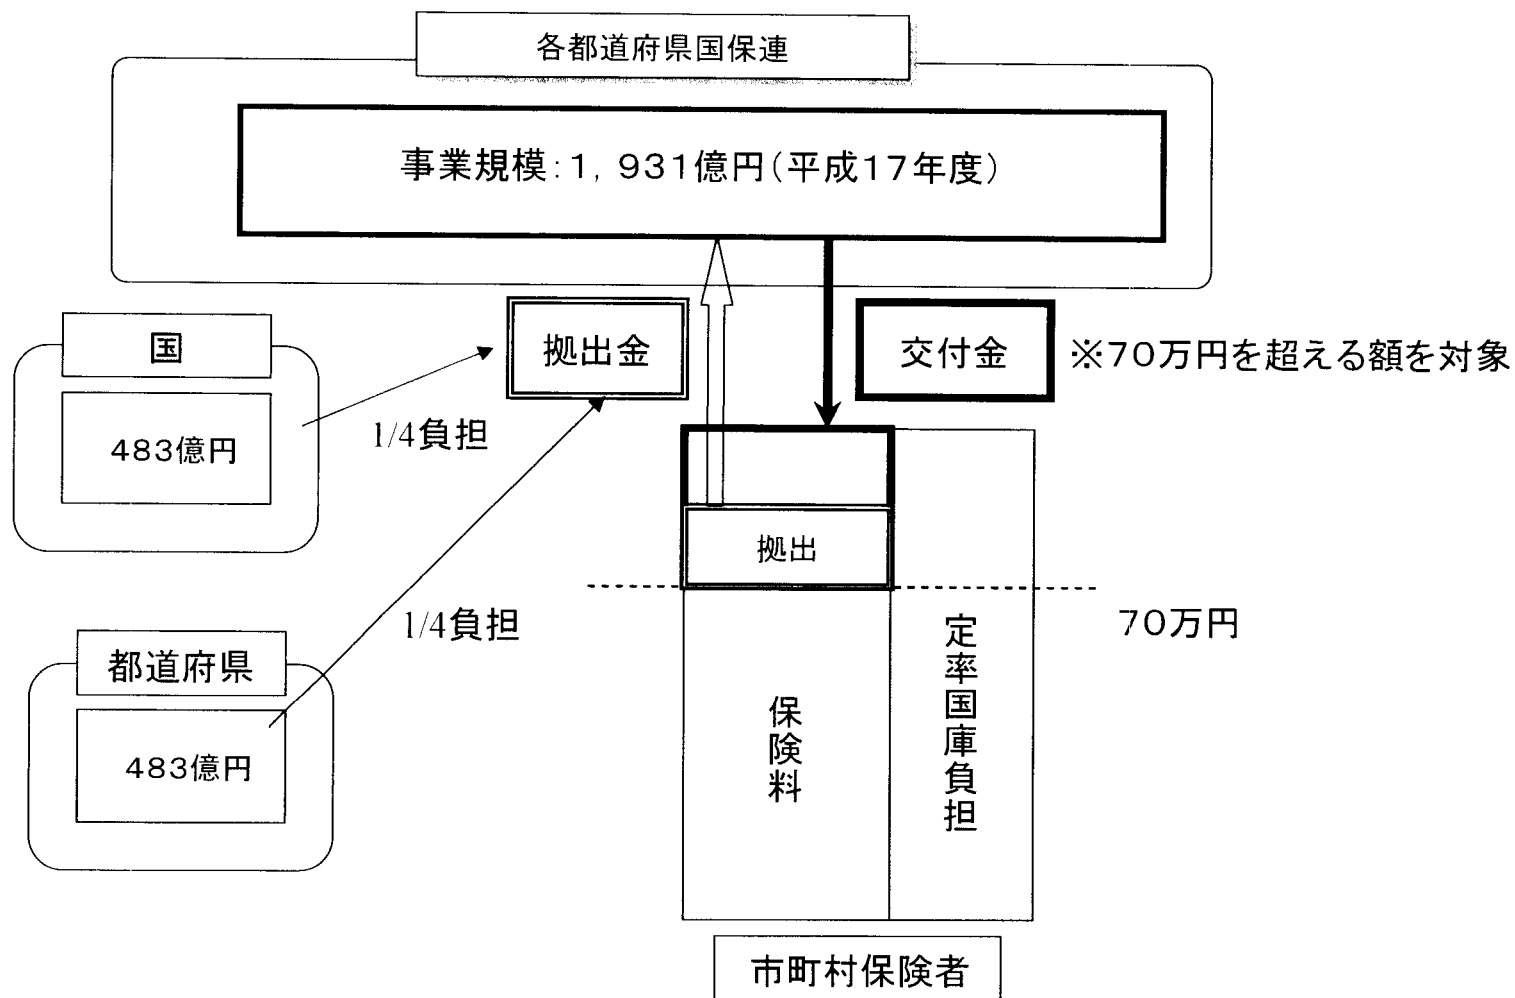 各都道府県国保連
事業規模:1,931億円(平成17年度)
国
483億円
1/4負担
拠出金
交付金
※70万円を超える額を対象
拠出
70万円
都道府県
483億円
1/4負担
保険料
定率国庫負担
市町村保険者